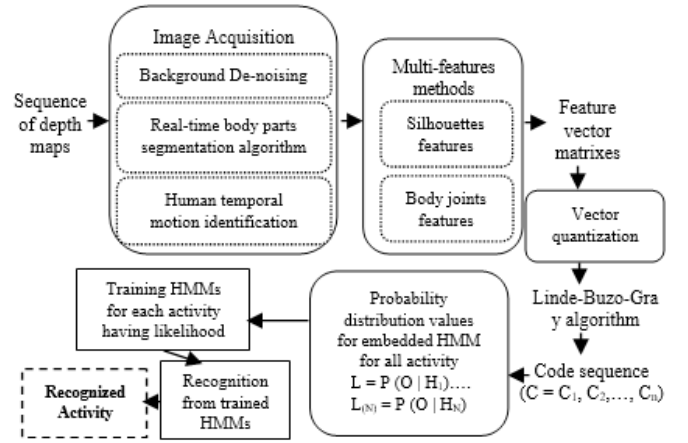 Sequence
of depth
maps
Image Acquisition
Background De-noising
Real-time body parts
segmentation algorithm
Human temporal
motion identification
Multi-features
methods
Silhouettes
features
Body joints
features
Feature
vector
matrixes
Vector
quantization
Linde-Buzo-Gra
y algorithm
Code sequence
(C = C₁, C₂,…, Cₙ)
Probability
distribution values
for embedded HMM
for all activity
L = P (O | H₁)….
L₍N₎ = P (O | H_N)
Training HMMs
for each activity
having likelihood
Recognition
from trained
HMMs
Recognized
Activity